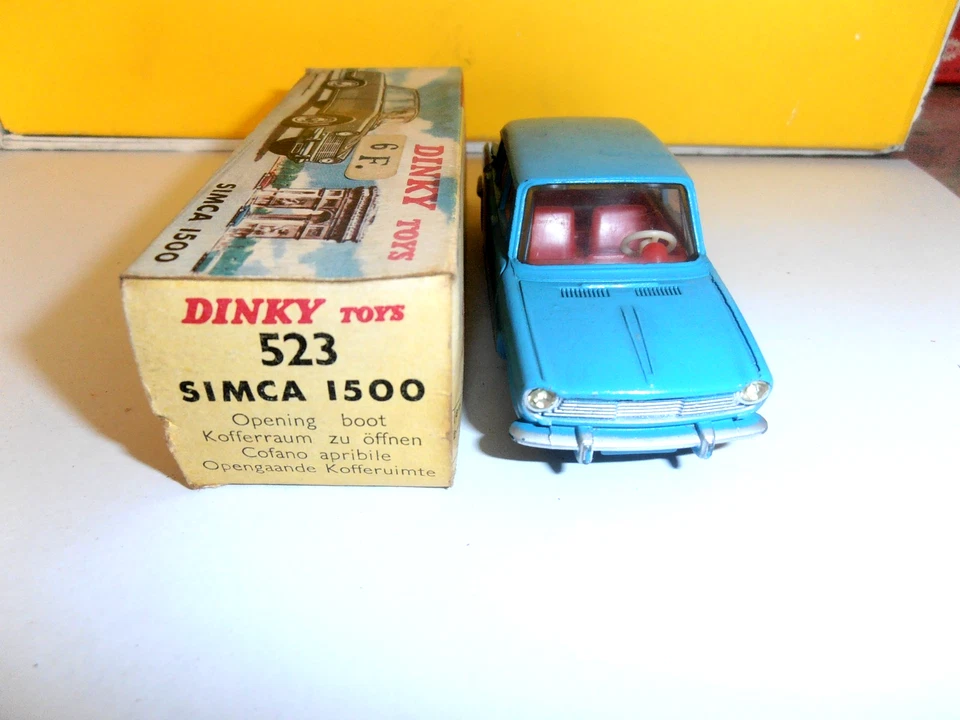 DINKY TOYS
6 F.
SIMCA 1500
DINKY TOYS
523
SIMCA 1500
Opening boot
Kofferraum zu öffnen
Cofano apribile
Opengaande Kofferuimte